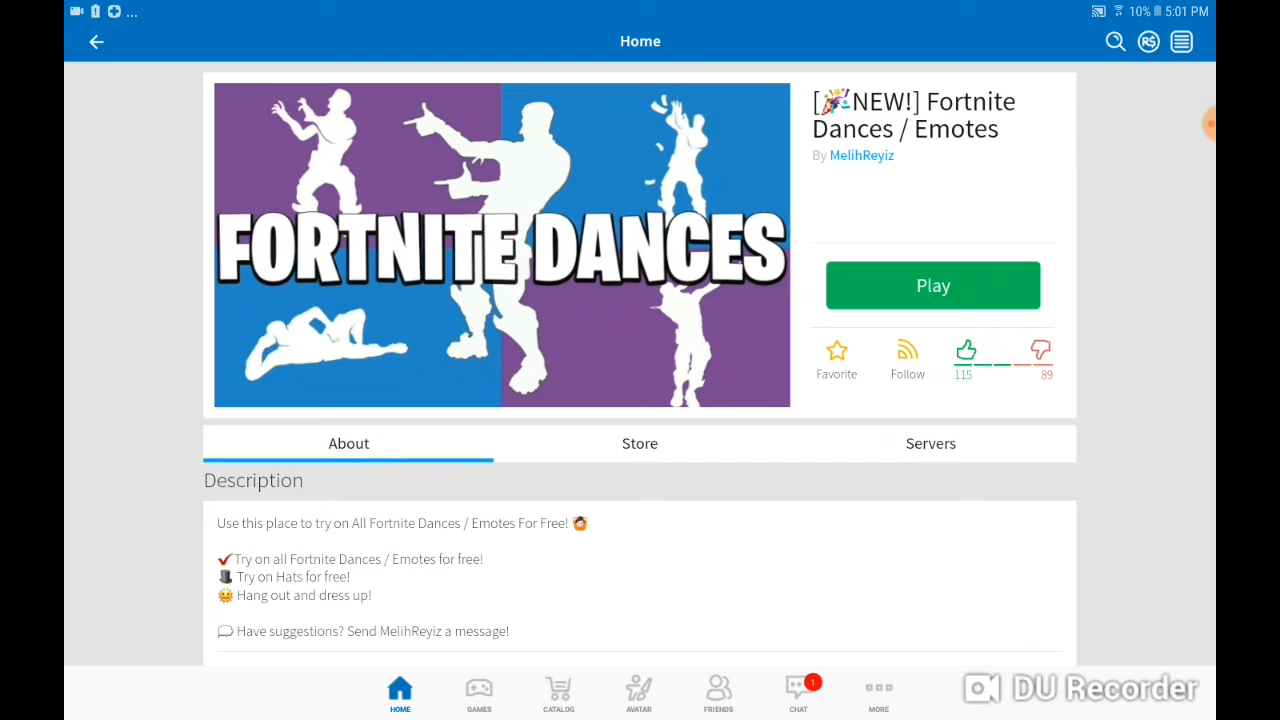 ... 10% 5:01 PM
Home
R$
FORTNITE DANCES
[🎉NEW!] Fortnite
Dances / Emotes
By MelihReyiz
Play
Favorite Follow 115 89
About Store Servers
Description
Use this place to try on All Fortnite Dances / Emotes For Free! 🙆
✔Try on all Fortnite Dances / Emotes for free!
🎩 Try on Hats for free!
🌞 Hang out and dress up!
💭 Have suggestions? Send MelihReyiz a message!
1
HOME GAMES CATALOG AVATAR FRIENDS CHAT MORE
DU Recorder